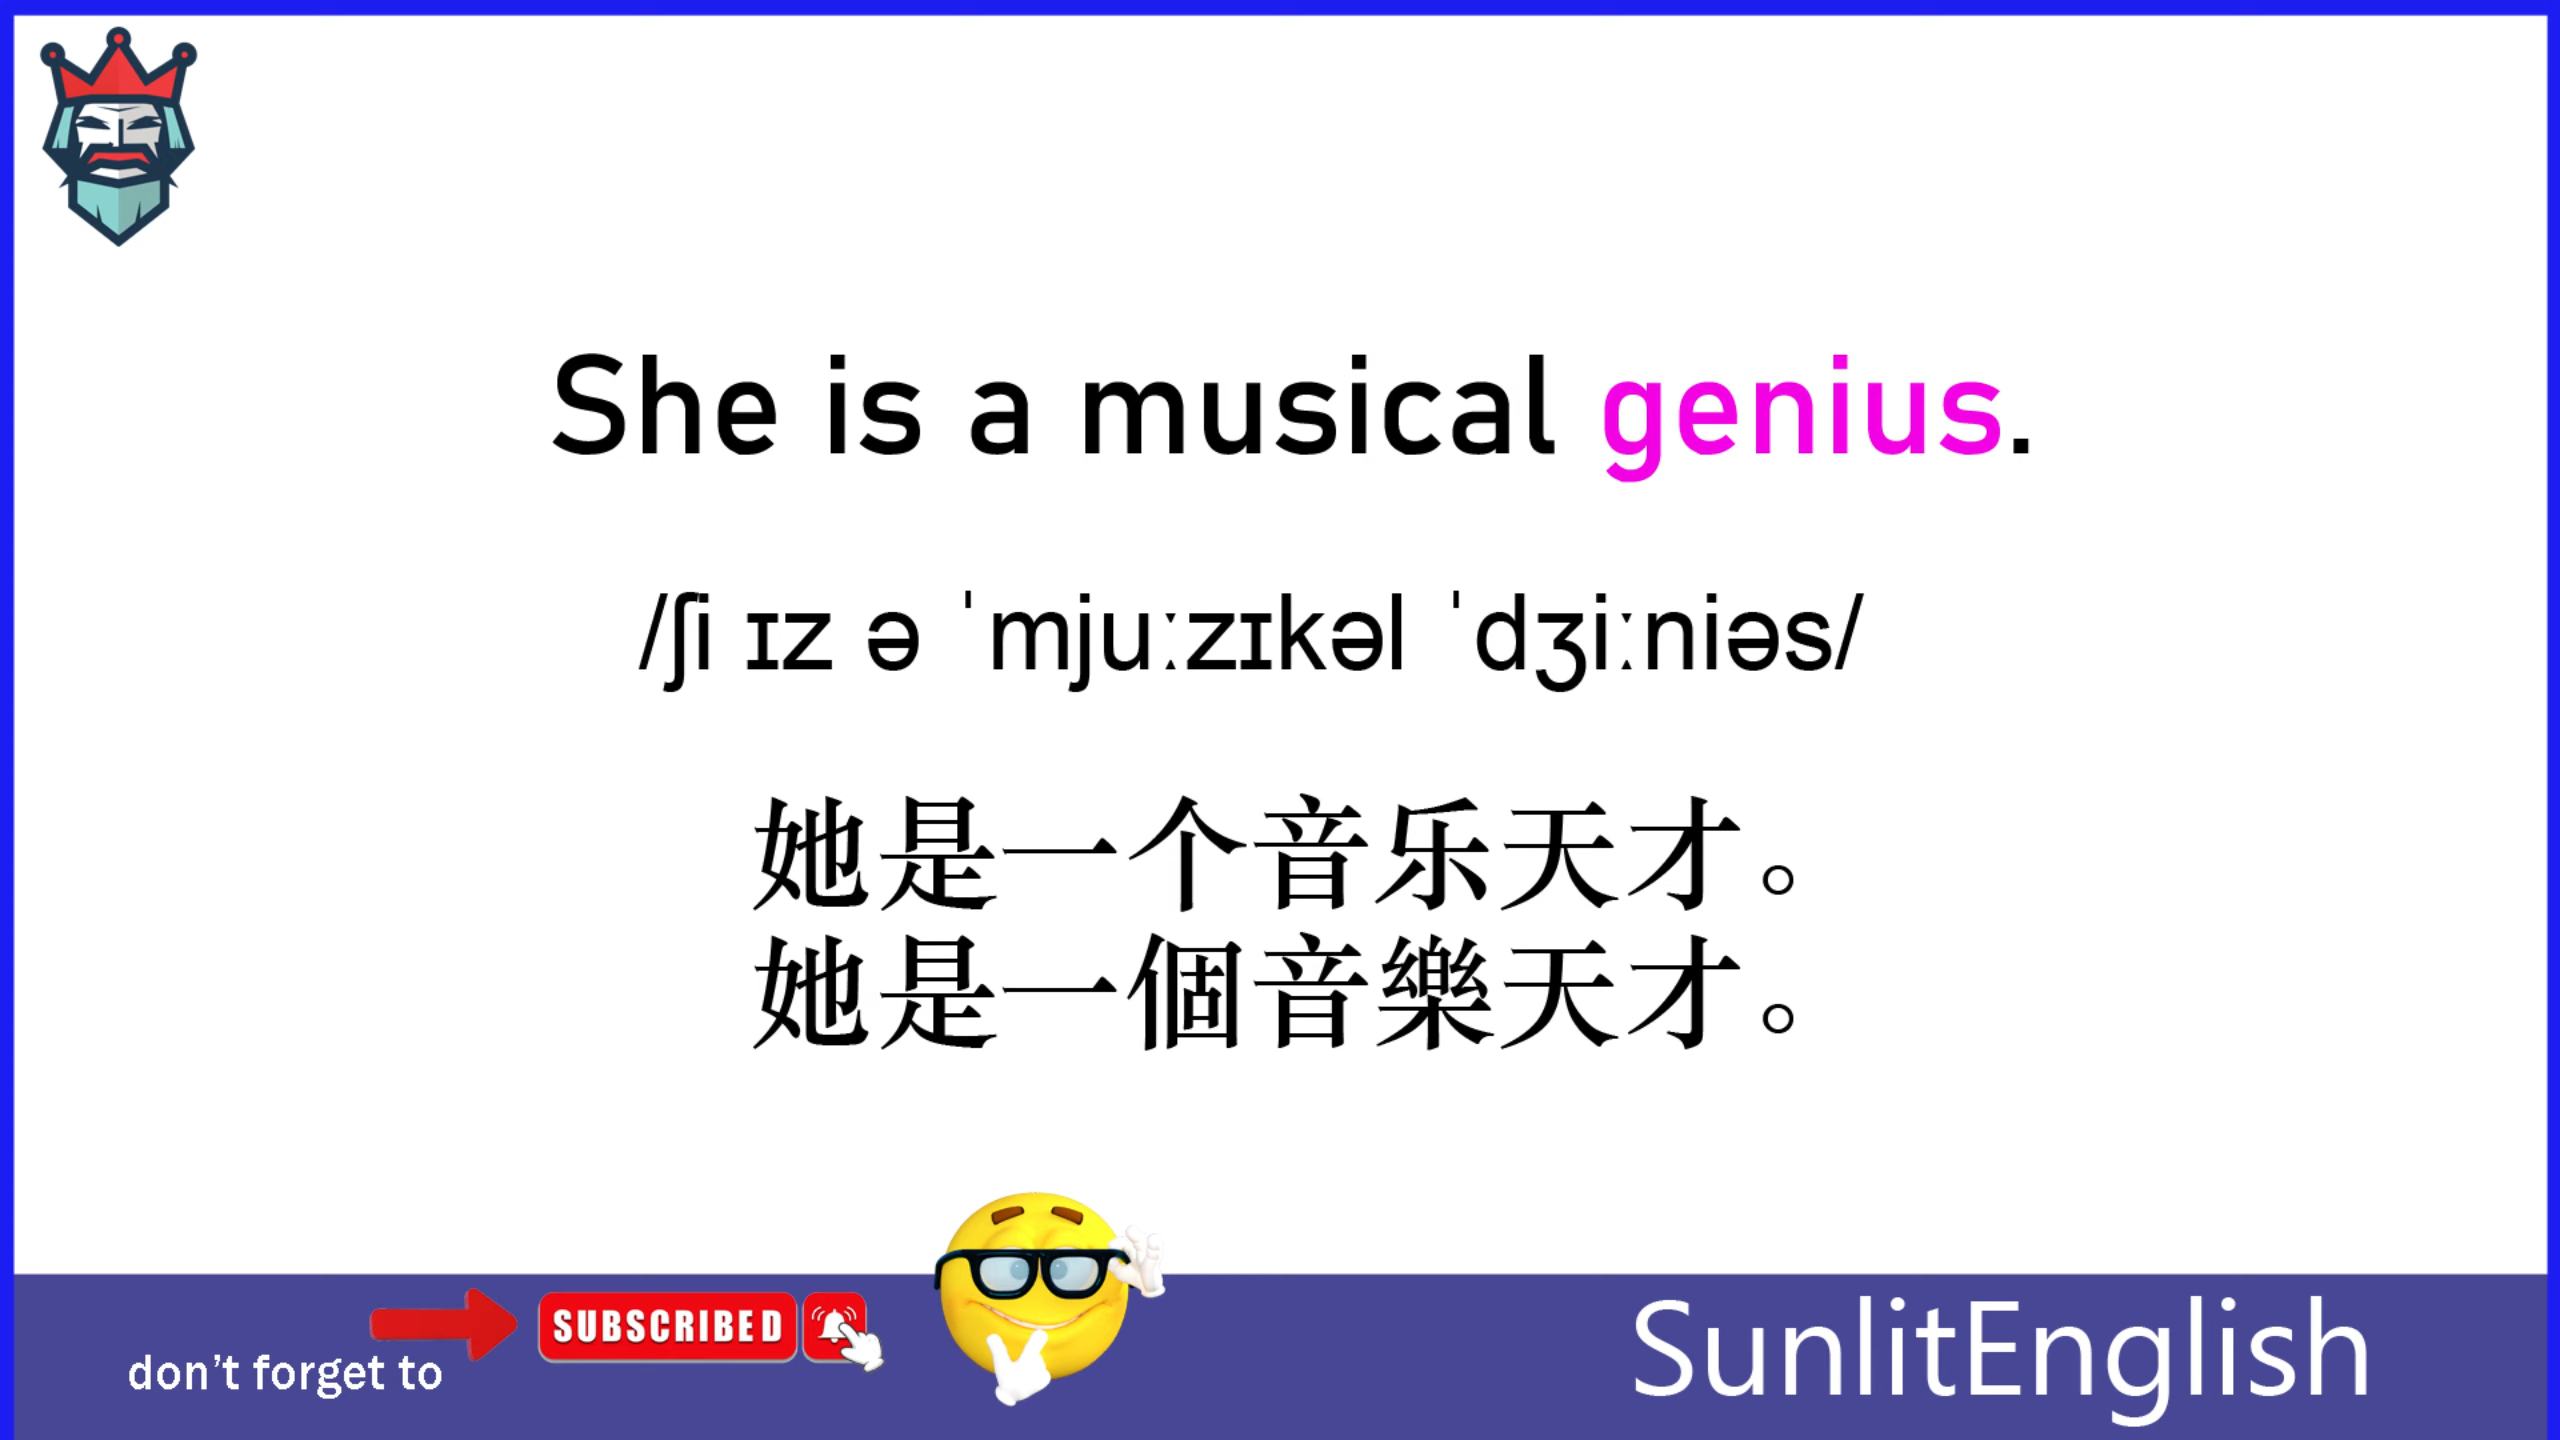 She is a musical genius.
/ʃi ɪz ə ˈmjuːzɪkəl ˈdʒiːniəs/
她是一个音乐天才。
她是一個音樂天才。
don't forget to
SUBSCRIBED
SunlitEnglish